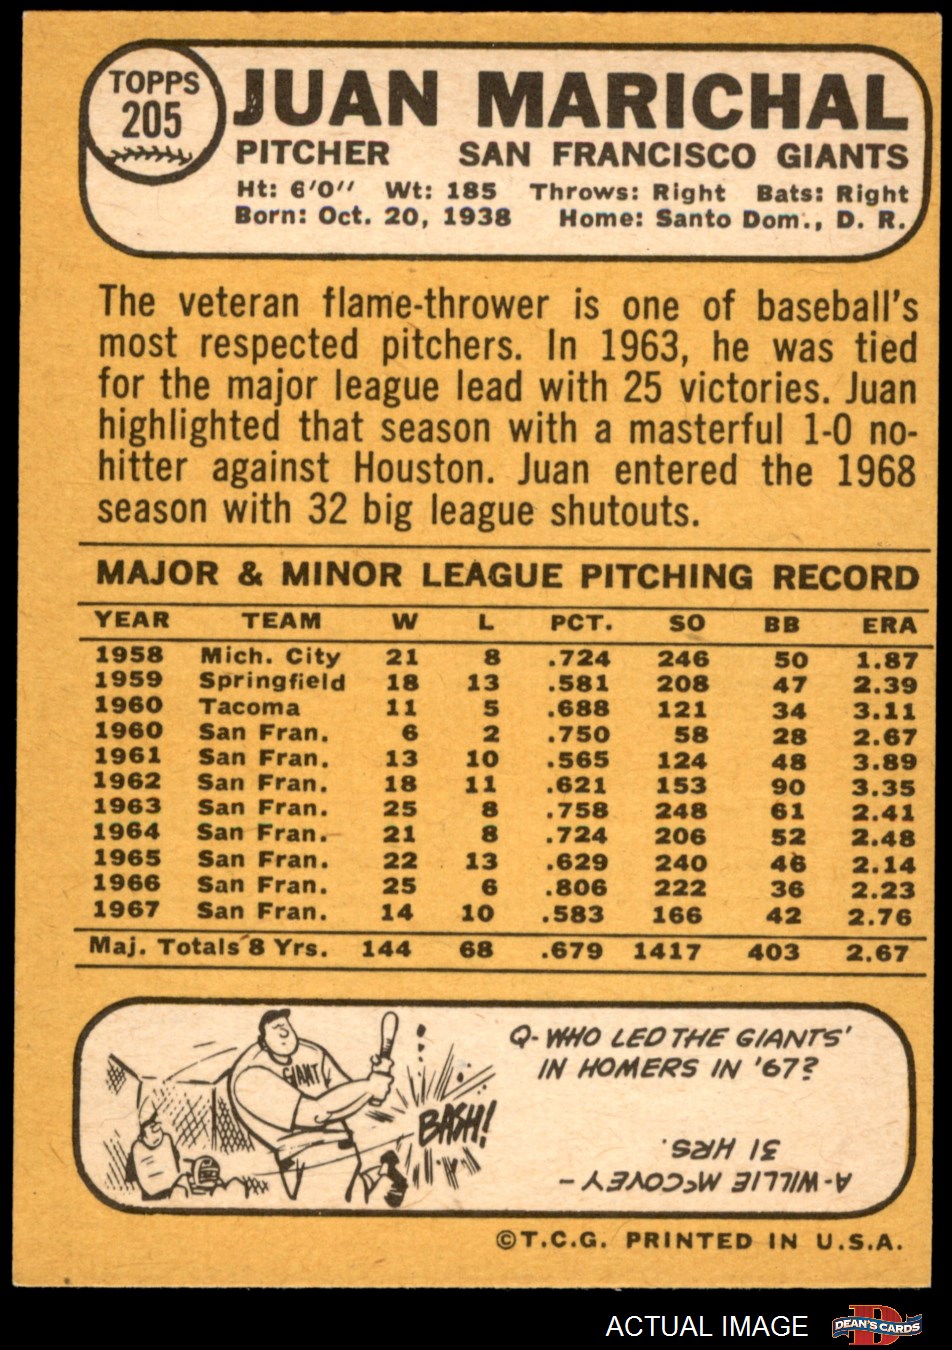 TOPPS
205
JUAN MARICHAL
PITCHER SAN FRANCISCO GIANTS
Ht: 6'0" Wt: 185 Throws: Right Bats: Right
Born: Oct. 20, 1938 Home: Santo Dom., D. R.
The veteran flame-thrower is one of baseball's
most respected pitchers. In 1963, he was tied
for the major league lead with 25 victories. Juan
highlighted that season with a masterful 1-0 no-
hitter against Houston. Juan entered the 1968
season with 32 big league shutouts.
MAJOR & MINOR LEAGUE PITCHING RECORD
YEAR TEAM W L PCT. SO BB ERA
1958 Mich. City 21 8 .724 246 50 1.87
1959 Springfield 18 13 .581 208 47 2.39
1960 Tacoma 11 5 .688 121 34 3.11
1960 San Fran. 6 2 .750 58 28 2.67
1961 San Fran. 13 10 .565 124 48 3.89
1962 San Fran. 18 11 .621 153 90 3.35
1963 San Fran. 25 8 .758 248 61 2.41
1964 San Fran. 21 8 .724 206 52 2.48
1965 San Fran. 22 13 .629 240 46 2.14
1966 San Fran. 25 6 .806 222 36 2.23
1967 San Fran. 14 10 .583 166 42 2.76
Maj. Totals 8 Yrs. 144 68 .679 1417 403 2.67
GIANT
BASH!
Q-WHO LED THE GIANTS'
IN HOMERS IN '67?
A-WILLIE McCOVEY –
31 HRS.
©T.C.G. PRINTED IN U.S.A.
ACTUAL IMAGE
DEAN'S CARDS